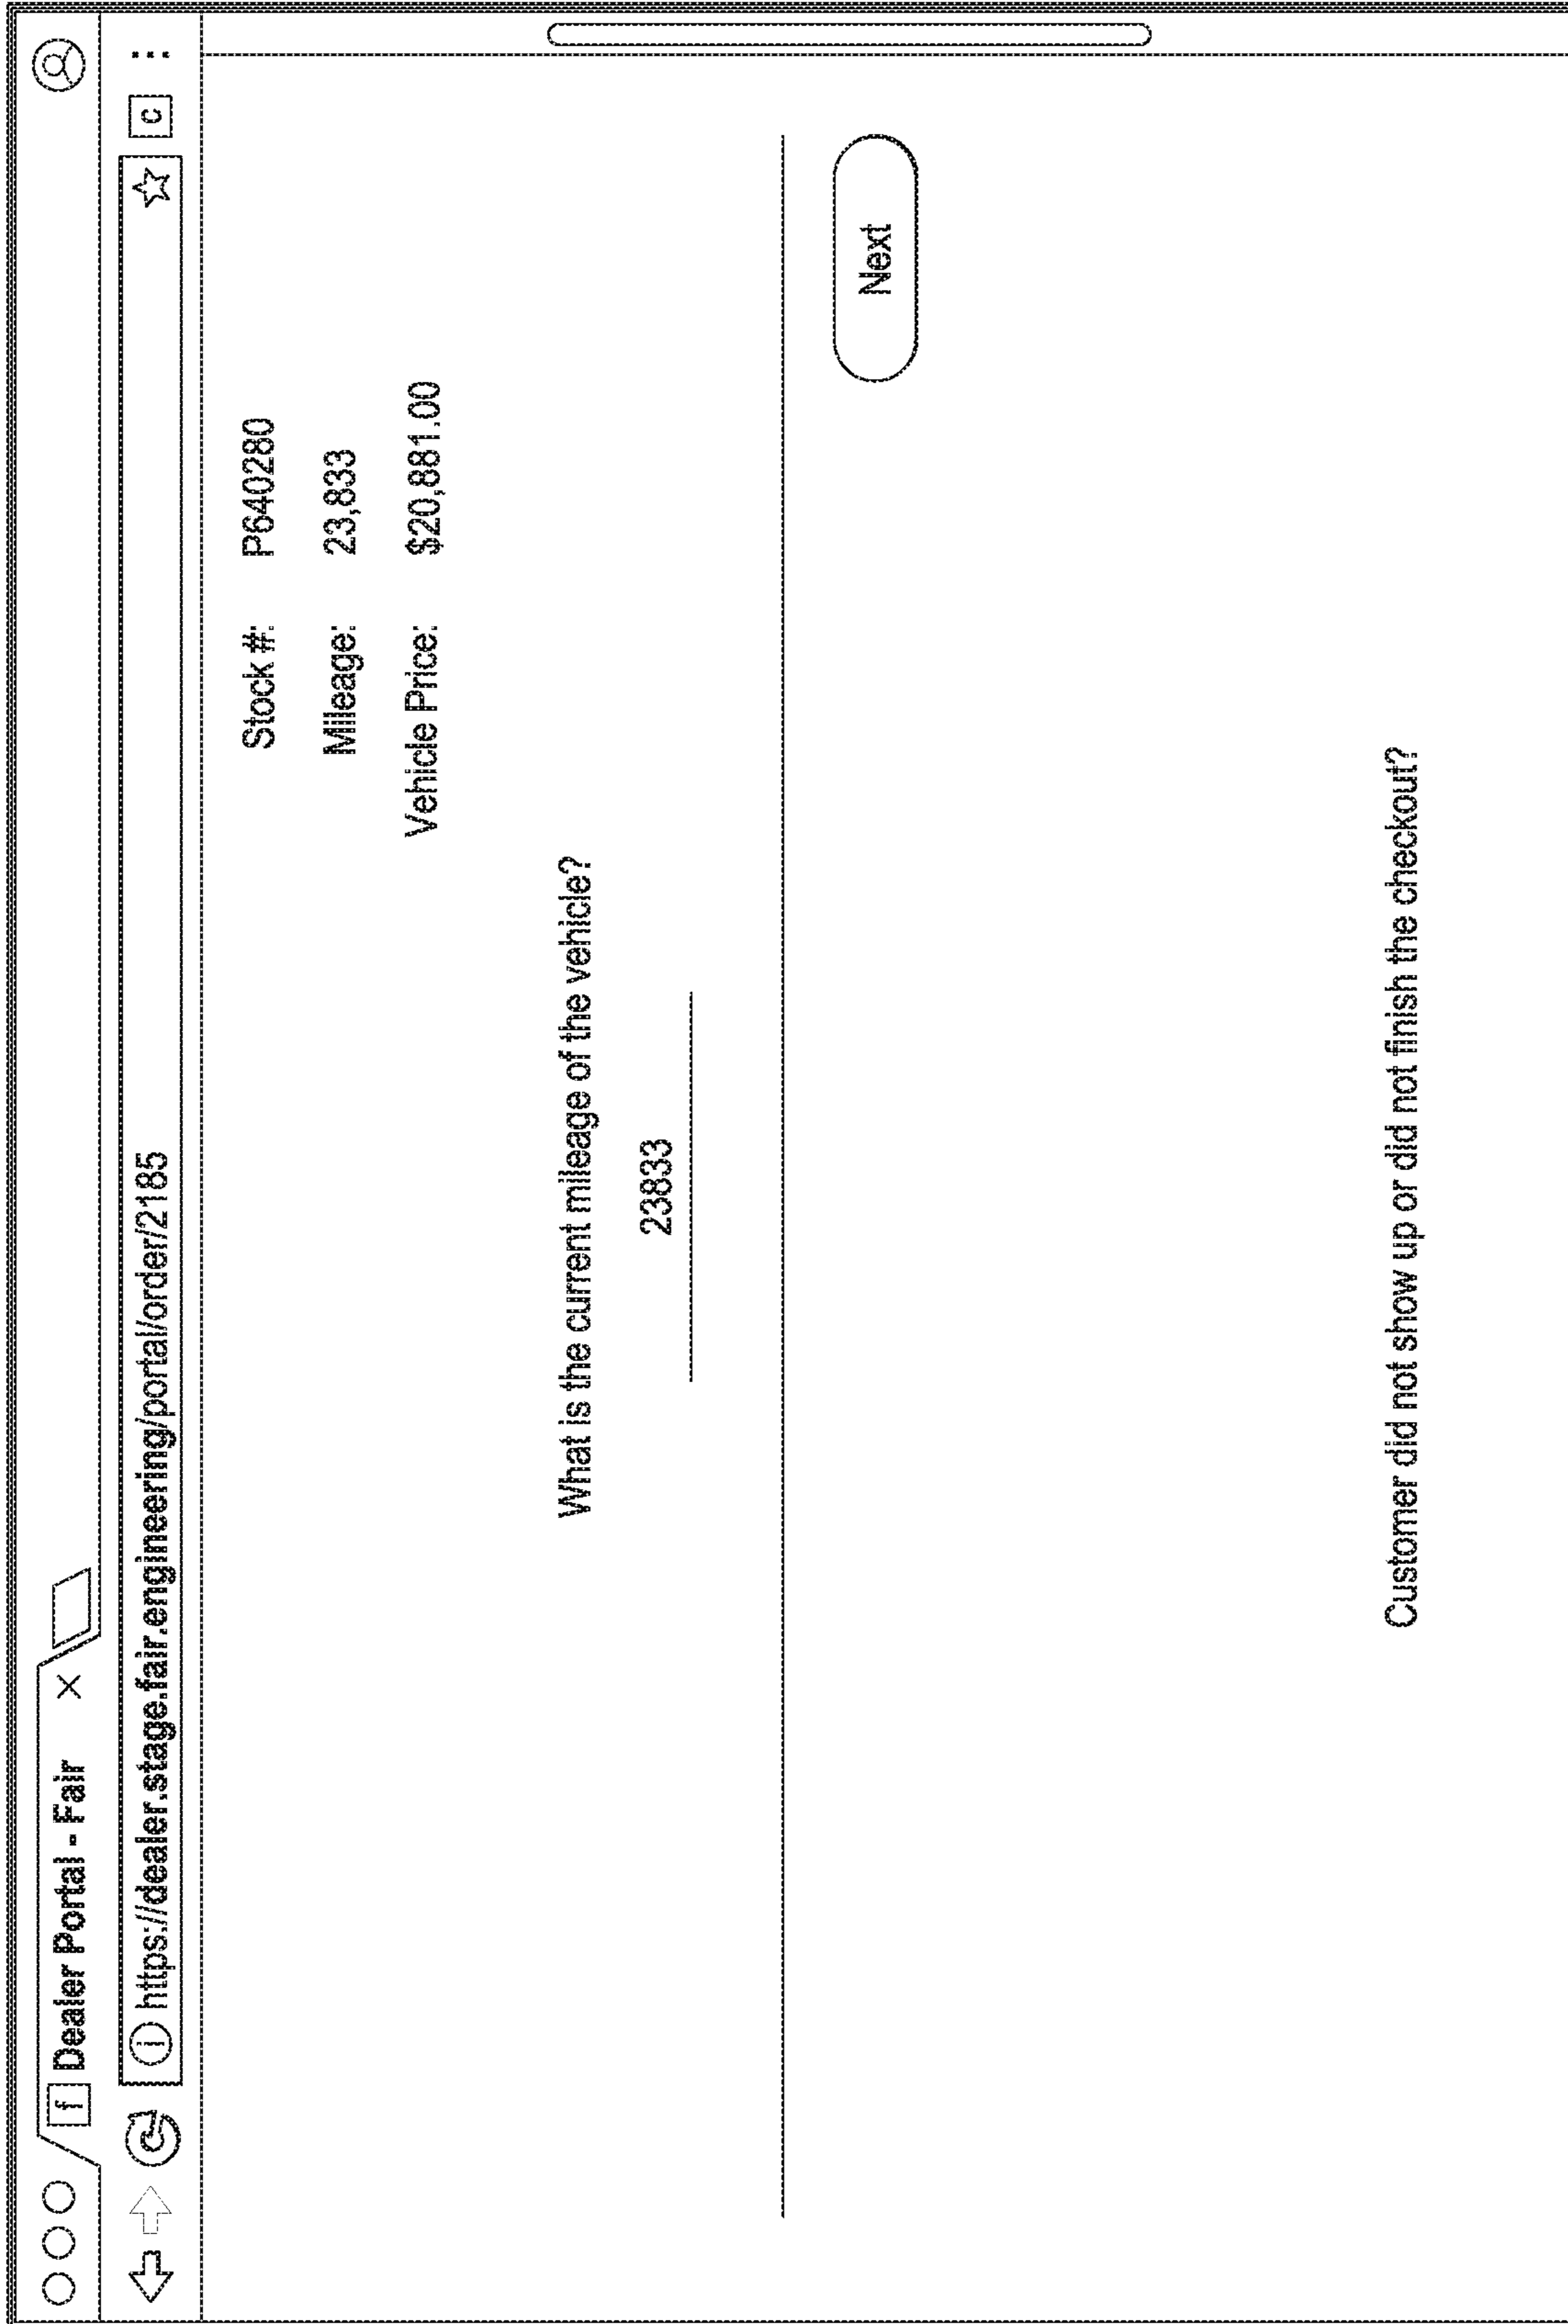 f Dealer Portal - Fair X
i https://dealer.stage.fair.engineering/portal/order/2185 c
Stock #: P640280
Mileage: 23,833
Vehicle Price: $20,881.00
What is the current mileage of the vehicle?
23833
Next
Customer did not show up or did not finish the checkout?